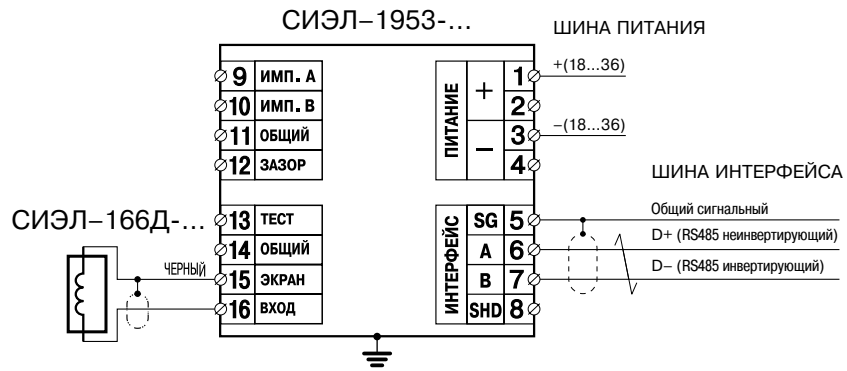 СИЭЛ–1953-...
ШИНА ПИТАНИЯ
9 ИМП. А
10 ИМП. В
11 ОБЩИЙ
12 ЗАЗОР
ПИТАНИЕ
+
–
1
2
3
4
+(18...36)
–(18...36)
ШИНА ИНТЕРФЕЙСА
СИЭЛ–166Д-...
ЧЕРНЫЙ
13 ТЕСТ
14 ОБЩИЙ
15 ЭКРАН
16 ВХОД
ИНТЕРФЕЙС
SG 5
A 6
B 7
SHD 8
Общий сигнальный
D+ (RS485 неинвертирующий)
D– (RS485 инвертирующий)